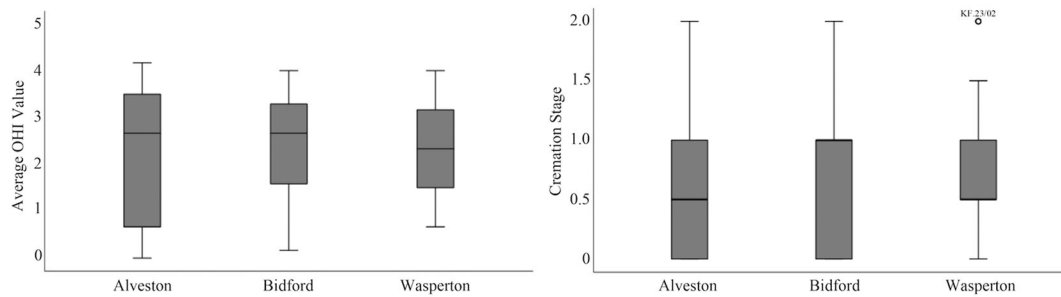 Average OHI Value
5
4
3
2
1
0
Alveston Bidford Wasperton
Cremation Stage
2.0
1.5
1.0
0.5
0
KF.23/02
Alveston Bidford Wasperton